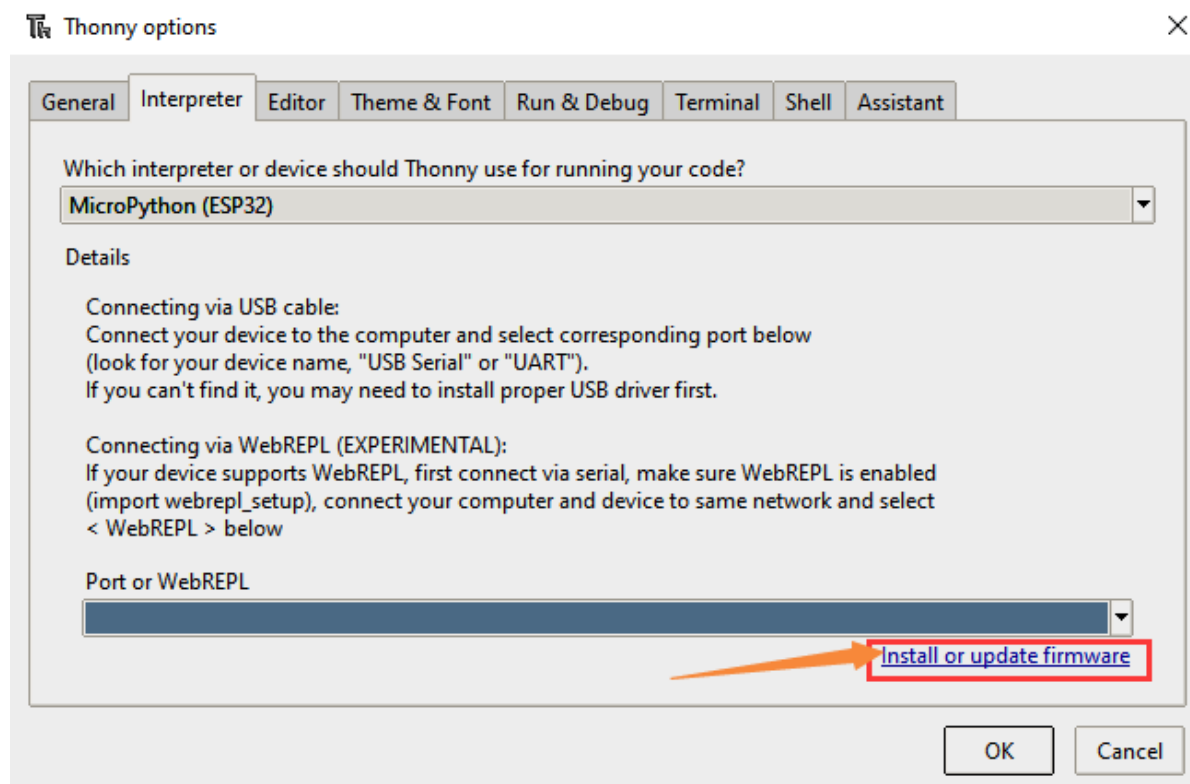 Thonny options
General Interpreter Editor Theme & Font Run & Debug Terminal Shell Assistant
Which interpreter or device should Thonny use for running your code?
MicroPython (ESP32)
Details
Connecting via USB cable:
Connect your device to the computer and select corresponding port below
(look for your device name, "USB Serial" or "UART").
If you can't find it, you may need to install proper USB driver first.
Connecting via WebREPL (EXPERIMENTAL):
If your device supports WebREPL, first connect via serial, make sure WebREPL is enabled
(import webrepl_setup), connect your computer and device to same network and select
< WebREPL > below
Port or WebREPL
Install or update firmware
OK Cancel